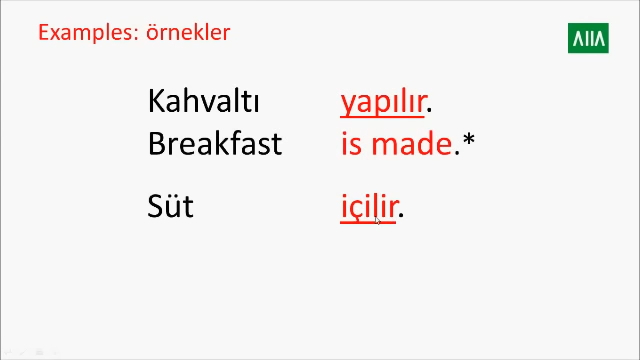 Examples: örnekler
AIIA
Kahvaltı yapılır.
Breakfast is made.*
Süt içilir.